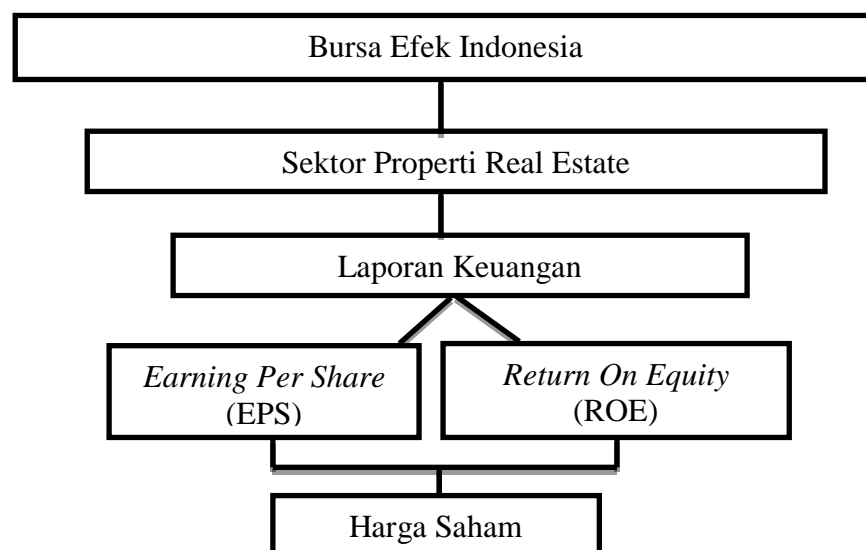 Bursa Efek Indonesia
Sektor Properti Real Estate
Laporan Keuangan
Earning Per Share
(EPS)
Return On Equity
(ROE)
Harga Saham